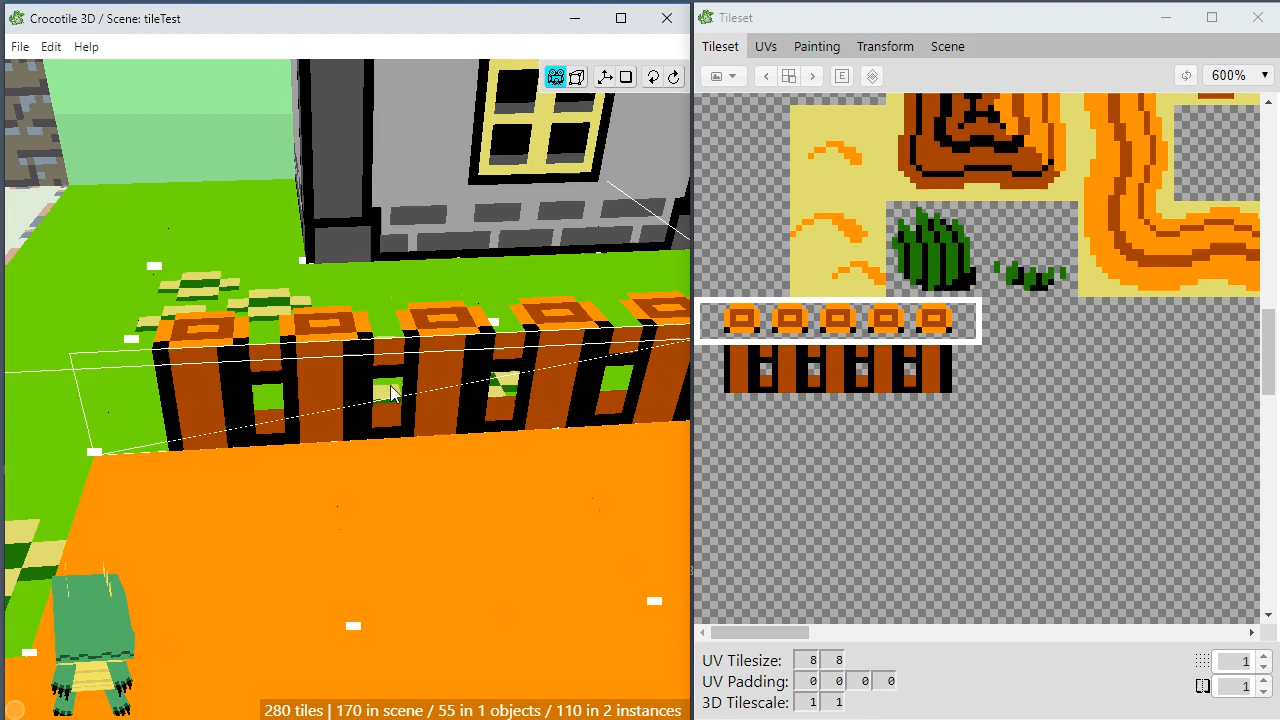 Crocotile 3D / Scene: tileTest
File Edit Help
280 tiles | 170 in scene / 55 in 1 objects / 110 in 2 instances
Tileset
Tileset UVs Painting Transform Scene
E 600%
UV Tilesize: 8 8
UV Padding: 0 0 0 0
3D Tilescale: 1 1
1
1